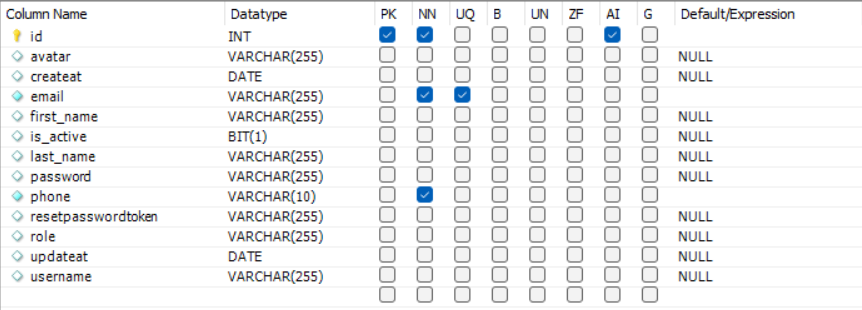 Column Name Datatype PK NN UQ B UN ZF AI G Default/Expression
id INT
avatar VARCHAR(255) NULL
createat DATE NULL
email VARCHAR(255)
first_name VARCHAR(255) NULL
is_active BIT(1) NULL
last_name VARCHAR(255) NULL
password VARCHAR(255) NULL
phone VARCHAR(10)
resetpasswordtoken VARCHAR(255) NULL
role VARCHAR(255) NULL
updateat DATE NULL
username VARCHAR(255) NULL